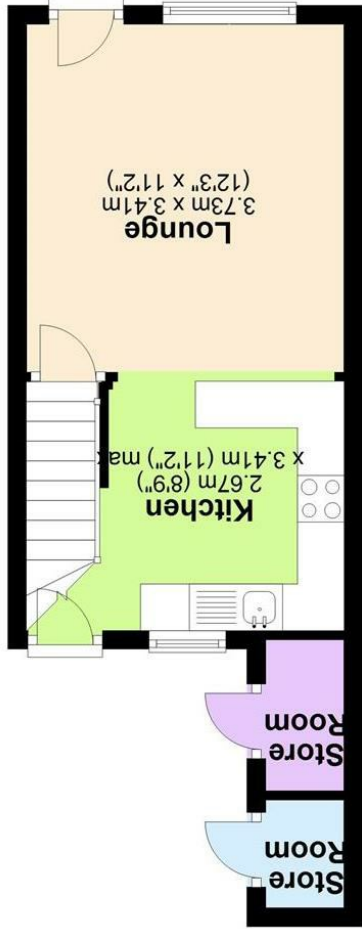 Store
Room
Store
Room
Kitchen
2.67m (8'9")
x 3.41m (11'2") max
Lounge
3.73m x 3.41m
(12'3" x 11'2")